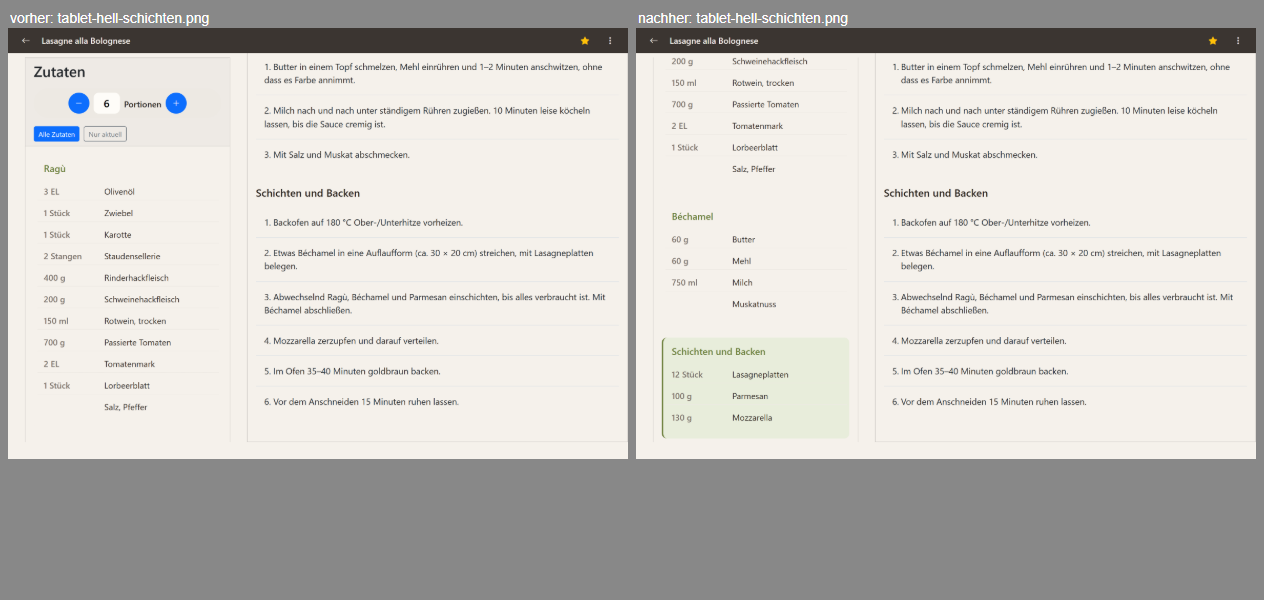 vorher: tablet-hell-schichten.png
← Lasagne alla Bolognese
Zutaten
− 6 Portionen +
Alle Zutaten Nur aktuell
Ragù
3 EL Olivenöl
1 Stück Zwiebel
1 Stück Karotte
2 Stangen Staudensellerie
400 g Rinderhackfleisch
200 g Schweinehackfleisch
150 ml Rotwein, trocken
700 g Passierte Tomaten
2 EL Tomatenmark
1 Stück Lorbeerblatt
Salz, Pfeffer
1. Butter in einem Topf schmelzen, Mehl einrühren und 1–2 Minuten anschwitzen, ohne
dass es Farbe annimmt.
2. Milch nach und nach unter ständigem Rühren zugießen. 10 Minuten leise köcheln
lassen, bis die Sauce cremig ist.
3. Mit Salz und Muskat abschmecken.
Schichten und Backen
1. Backofen auf 180 °C Ober-/Unterhitze vorheizen.
2. Etwas Béchamel in eine Auflaufform (ca. 30 × 20 cm) streichen, mit Lasagneplatten
belegen.
3. Abwechselnd Ragù, Béchamel und Parmesan einschichten, bis alles verbraucht ist. Mit
Béchamel abschließen.
4. Mozzarella zerzupfen und darauf verteilen.
5. Im Ofen 35–40 Minuten goldbraun backen.
6. Vor dem Anschneiden 15 Minuten ruhen lassen.
nachher: tablet-hell-schichten.png
← Lasagne alla Bolognese
200 g Schweinehackfleisch
150 ml Rotwein, trocken
700 g Passierte Tomaten
2 EL Tomatenmark
1 Stück Lorbeerblatt
Salz, Pfeffer
Béchamel
60 g Butter
60 g Mehl
750 ml Milch
Muskatnuss
Schichten und Backen
12 Stück Lasagneplatten
100 g Parmesan
130 g Mozzarella
1. Butter in einem Topf schmelzen, Mehl einrühren und 1–2 Minuten anschwitzen, ohne
dass es Farbe annimmt.
2. Milch nach und nach unter ständigem Rühren zugießen. 10 Minuten leise köcheln
lassen, bis die Sauce cremig ist.
3. Mit Salz und Muskat abschmecken.
Schichten und Backen
1. Backofen auf 180 °C Ober-/Unterhitze vorheizen.
2. Etwas Béchamel in eine Auflaufform (ca. 30 × 20 cm) streichen, mit Lasagneplatten
belegen.
3. Abwechselnd Ragù, Béchamel und Parmesan einschichten, bis alles verbraucht ist. Mit
Béchamel abschließen.
4. Mozzarella zerzupfen und darauf verteilen.
5. Im Ofen 35–40 Minuten goldbraun backen.
6. Vor dem Anschneiden 15 Minuten ruhen lassen.